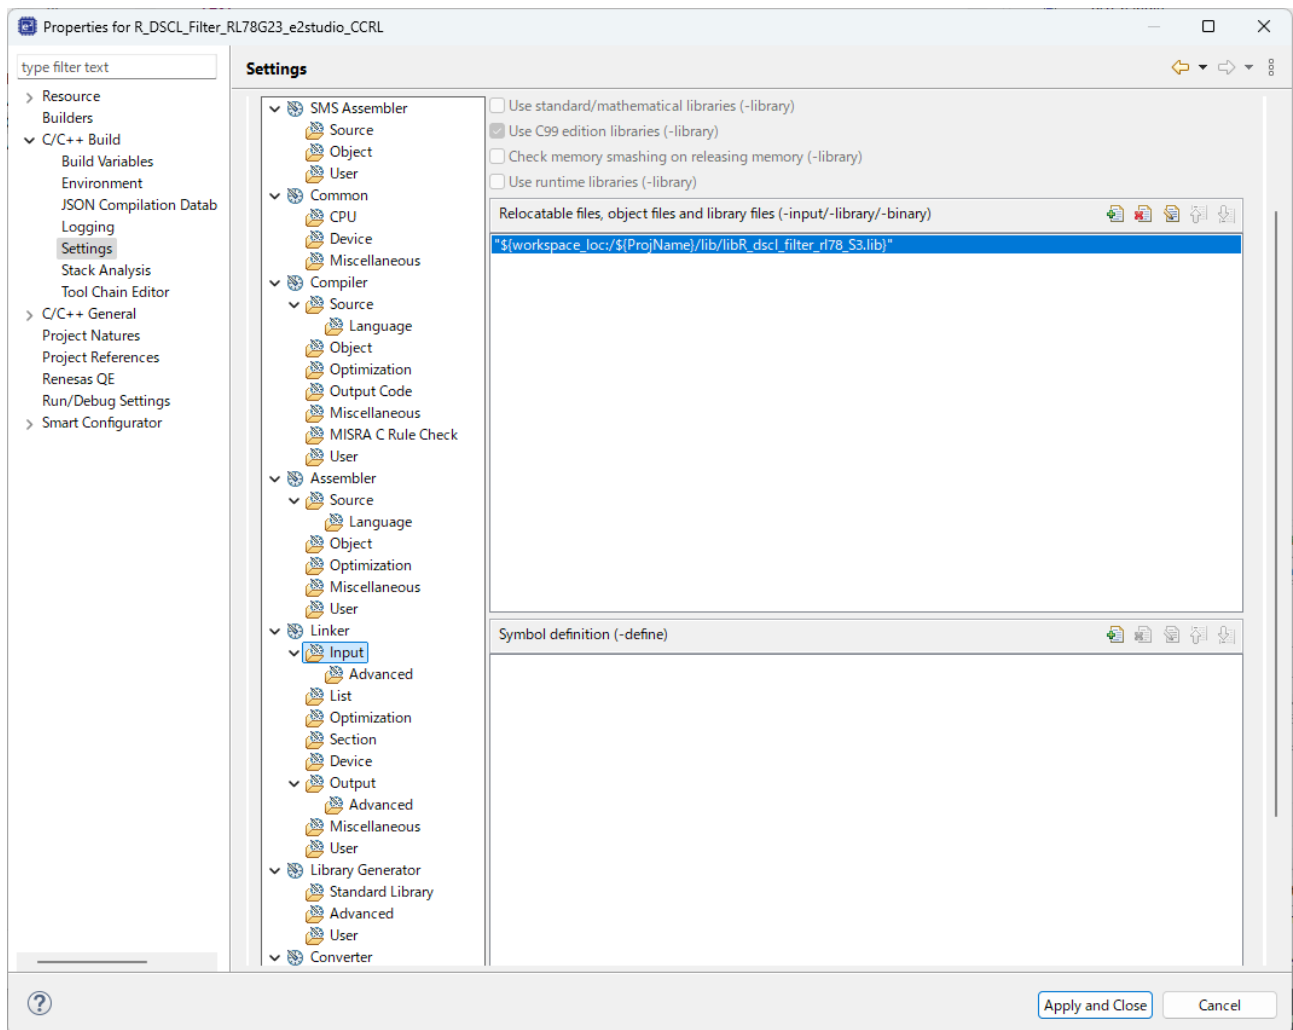 Properties for R_DSCL_Filter_RL78G23_e2studio_CCRL
type filter text
Resource
Builders
C/C++ Build
Build Variables
Environment
JSON Compilation Datab
Logging
Settings
Stack Analysis
Tool Chain Editor
C/C++ General
Project Natures
Project References
Renesas QE
Run/Debug Settings
Smart Configurator
Settings
SMS Assembler
Source
Object
User
Common
CPU
Device
Miscellaneous
Compiler
Source
Language
Object
Optimization
Output Code
Miscellaneous
MISRA C Rule Check
User
Assembler
Source
Language
Object
Optimization
Miscellaneous
User
Linker
Input
Advanced
List
Optimization
Section
Device
Output
Advanced
Miscellaneous
User
Library Generator
Standard Library
Advanced
User
Converter
Use standard/mathematical libraries (-library)
Use C99 edition libraries (-library)
Check memory smashing on releasing memory (-library)
Use runtime libraries (-library)
Relocatable files, object files and library files (-input/-library/-binary)
"${workspace_loc:/${ProjName}/lib/libR_dscl_filter_rl78_S3.lib}"
Symbol definition (-define)
Apply and Close
Cancel